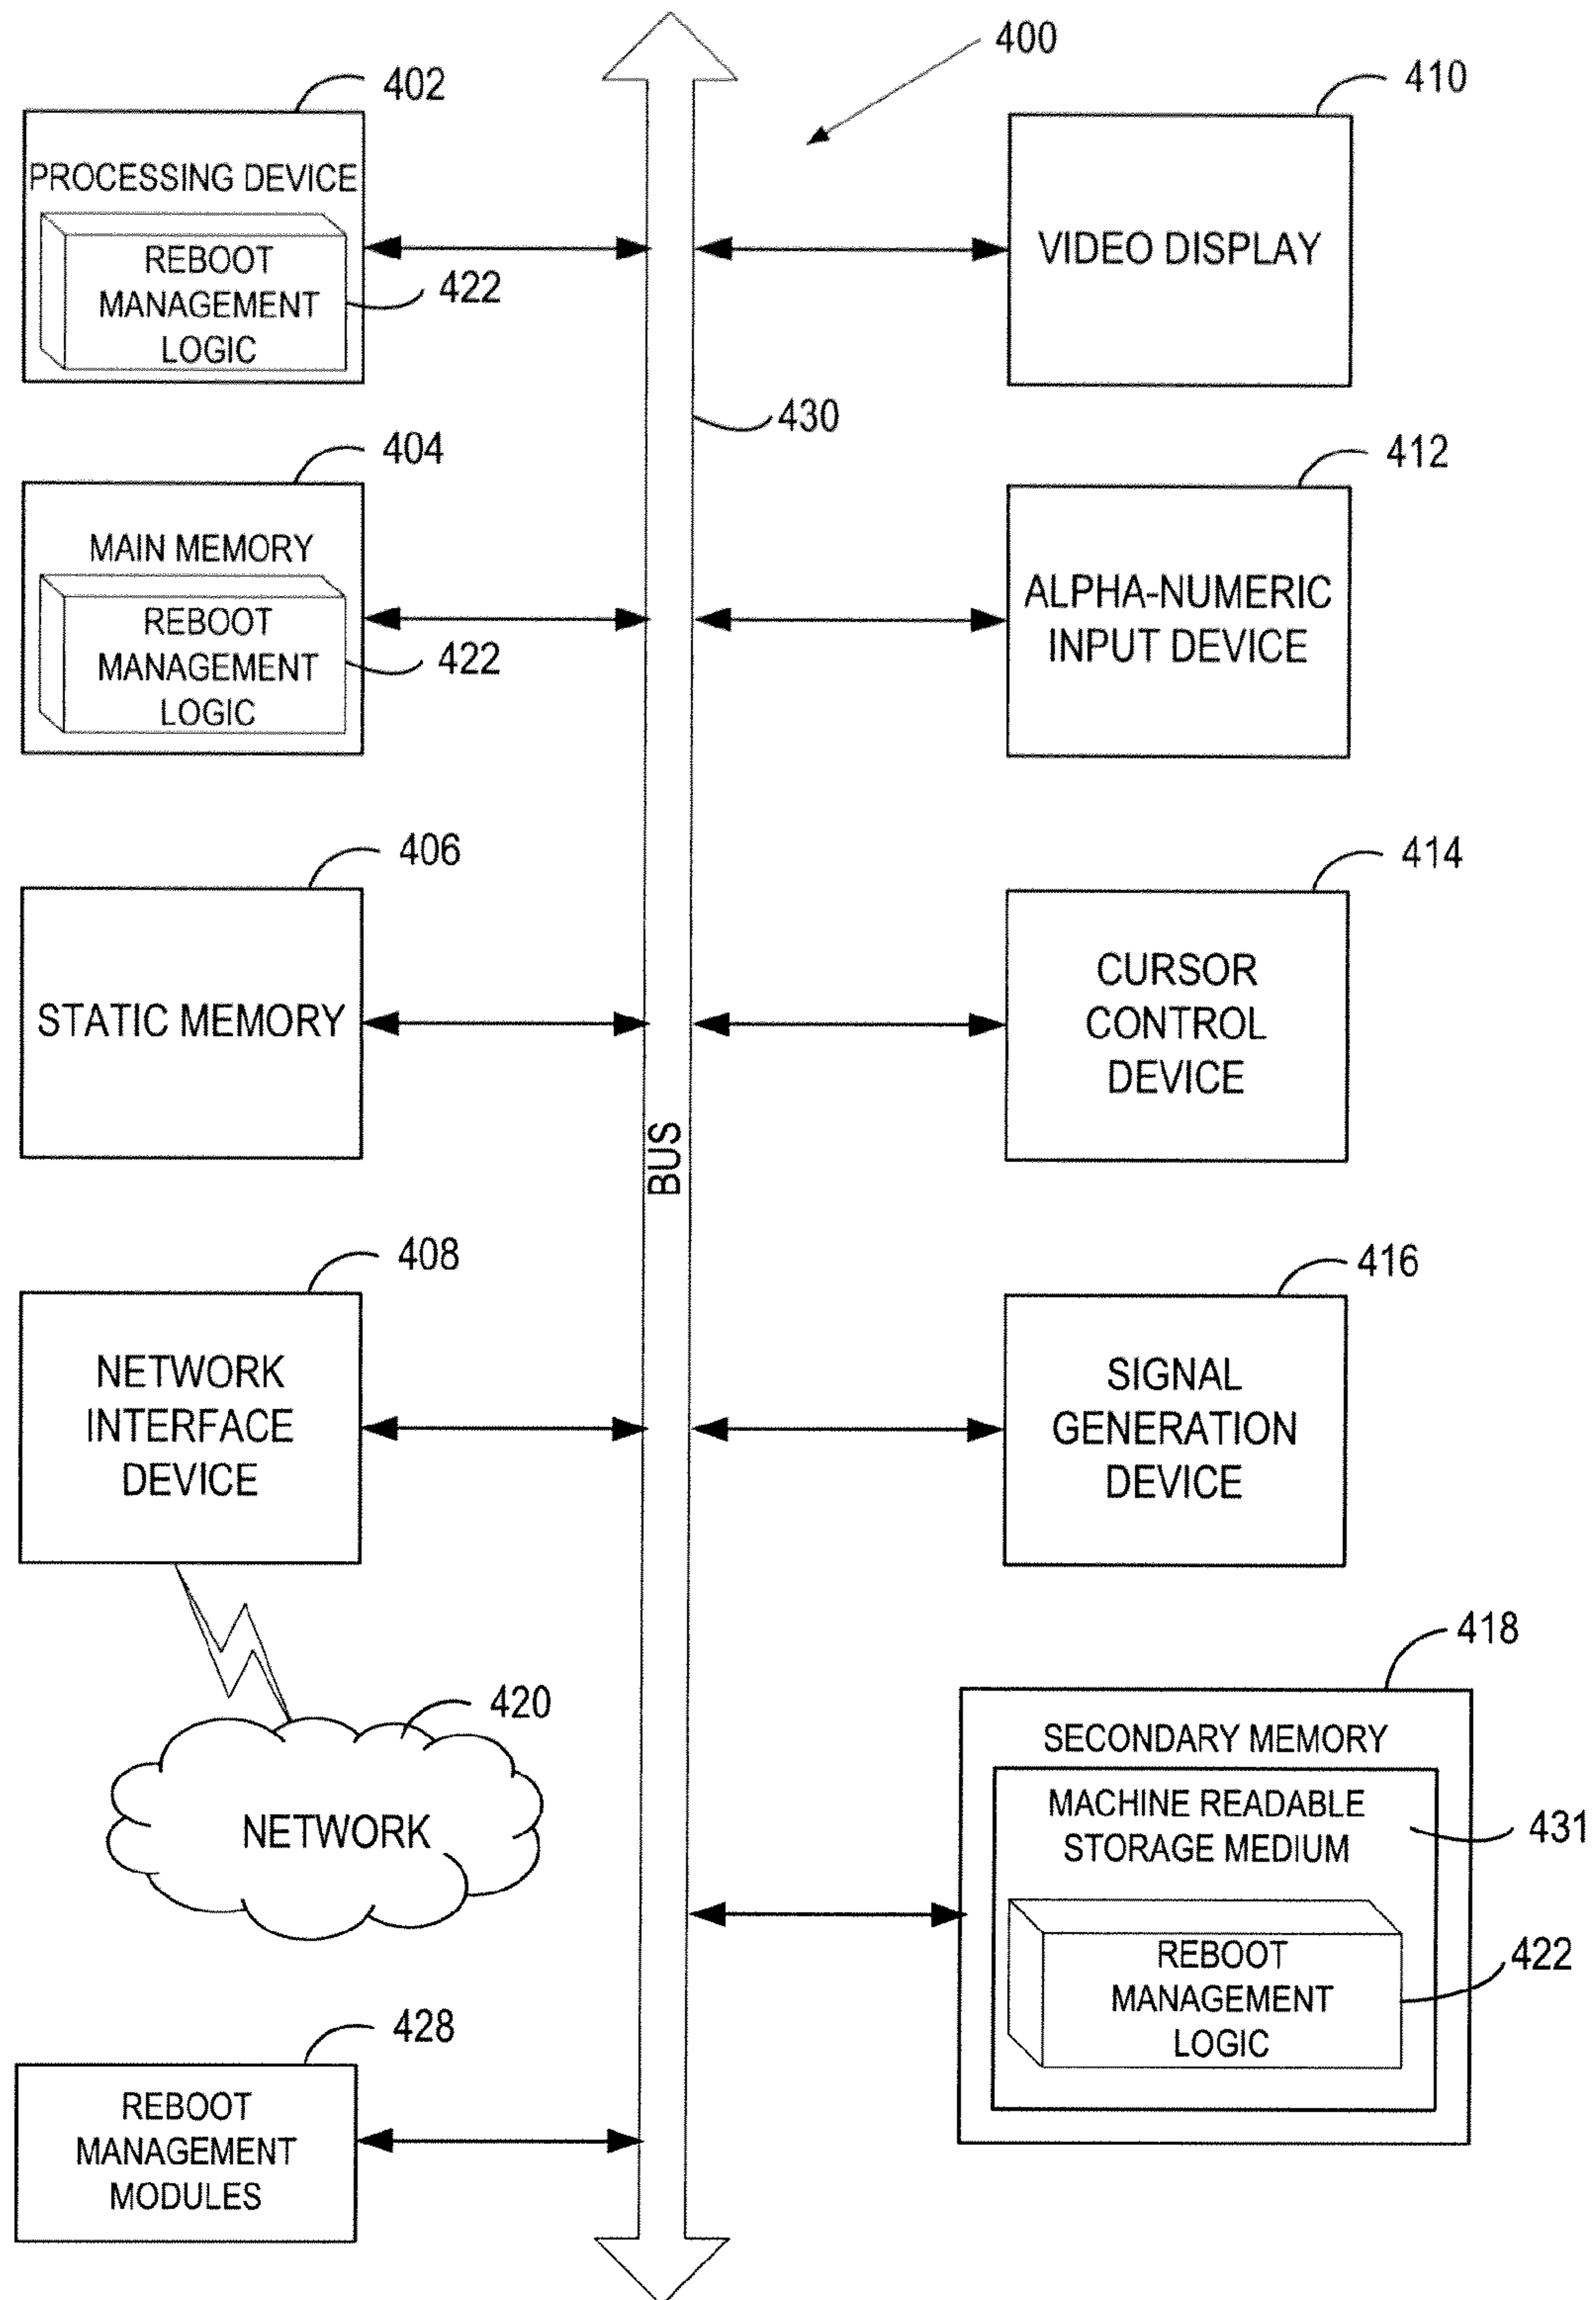 400
402
PROCESSING DEVICE
REBOOT
MANAGEMENT
LOGIC
422
410
VIDEO DISPLAY
430
404
MAIN MEMORY
REBOOT
MANAGEMENT
LOGIC
422
412
ALPHA-NUMERIC
INPUT DEVICE
406
STATIC MEMORY
414
CURSOR
CONTROL
DEVICE
BUS
408
NETWORK
INTERFACE
DEVICE
416
SIGNAL
GENERATION
DEVICE
420
NETWORK
418
SECONDARY MEMORY
MACHINE READABLE
STORAGE MEDIUM
431
REBOOT
MANAGEMENT
LOGIC
422
428
REBOOT
MANAGEMENT
MODULES